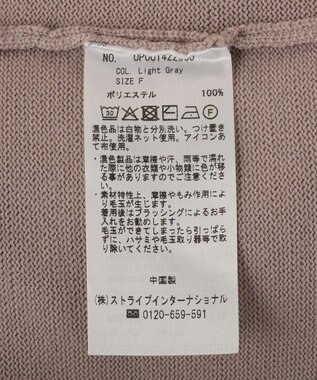 NO.
COL. Light Gray
SIZE F
ポリエステル 100%
30
F
濃色品は白物と分別洗い。つけ置き
禁止。洗濯ネット使用。アイコンあ
て布使用。
・濃色製品は摩擦や汗、雨等で濡れ
た際に他の衣類や小物類に色が移
る事がありますのでご注意くださ
い。
・素材特性上、摩擦やもみ作用によ
り毛玉が生じます。
着用後はブラッシングによるお手
入れをお勧めします。
毛玉ができてしまったら引っぱら
ずに、ハサミや毛玉取り器等で取
り除いてください。
中国製
(株)ストライプインターナショナル
0120-659-591